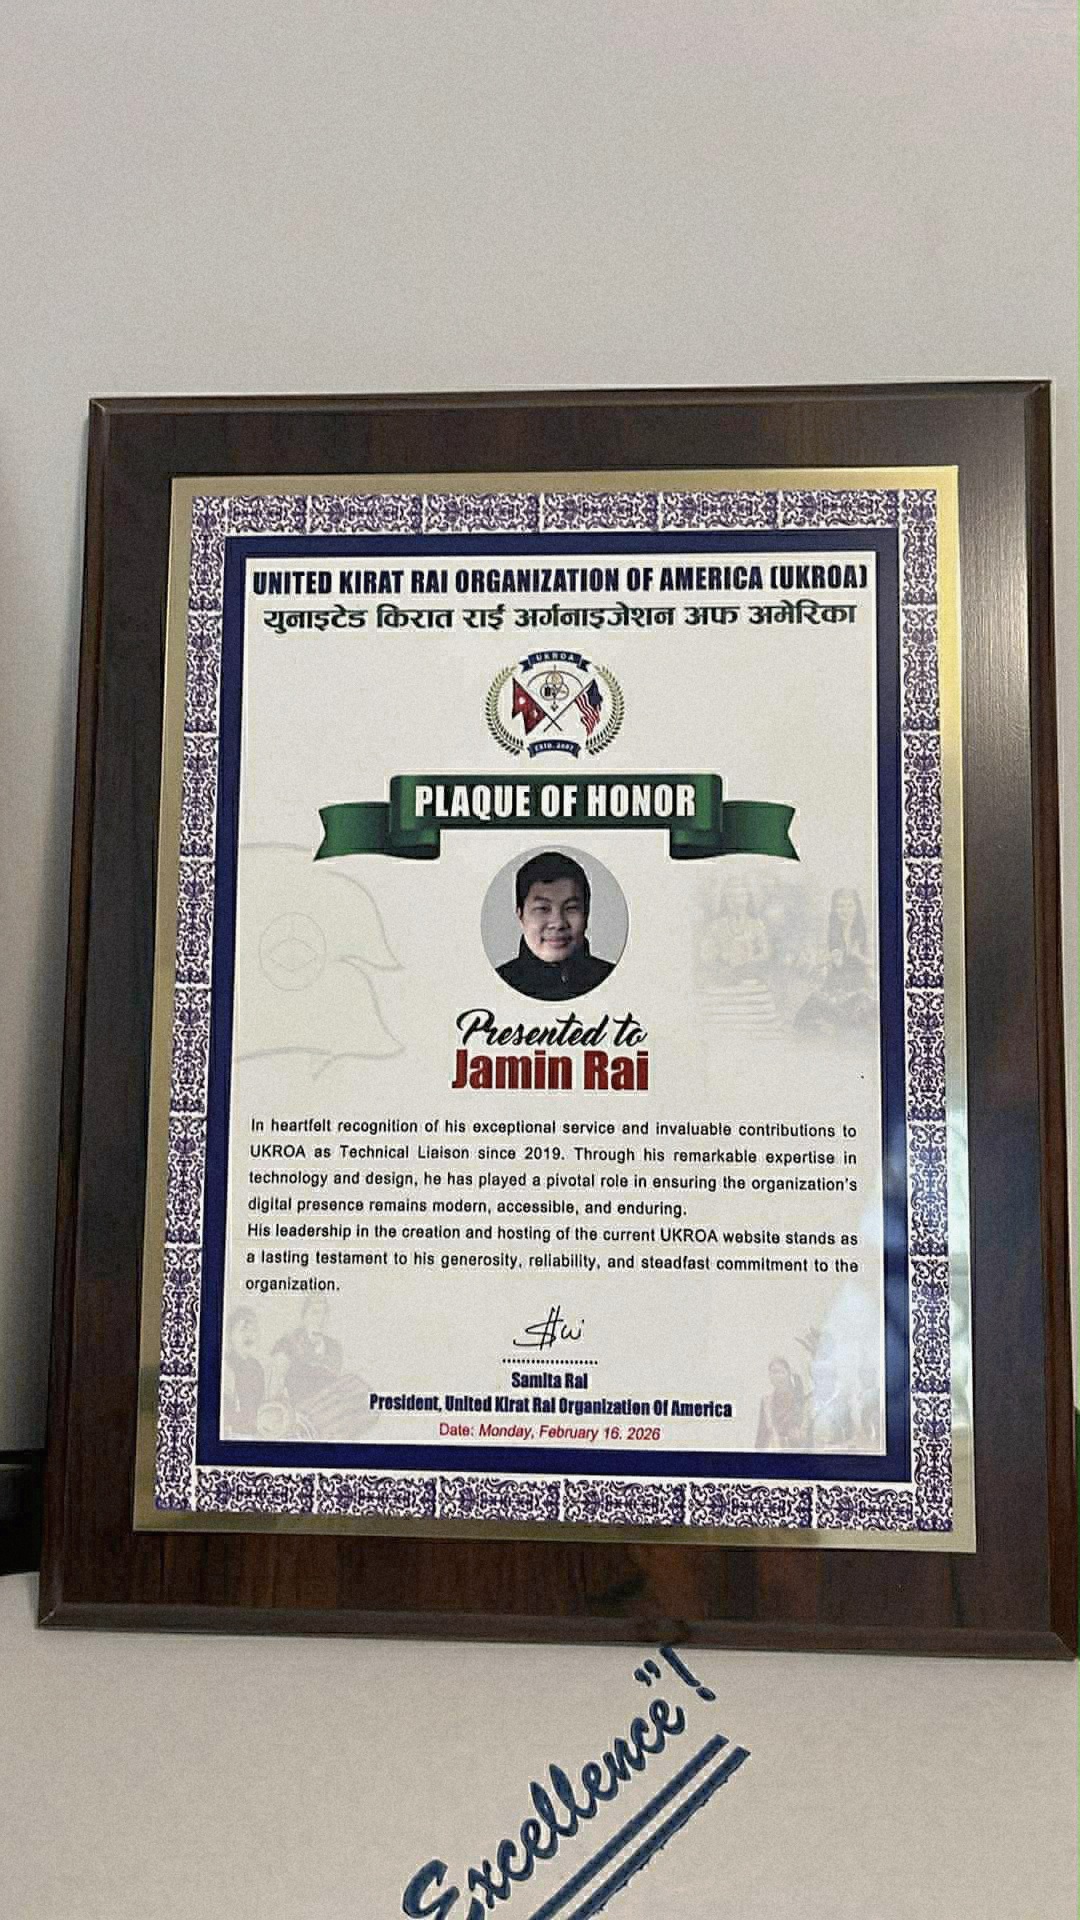 UNITED KIRAT RAI ORGANIZATION OF AMERICA (UKROA)
युनाइटेड किरात राई अर्गनाइजेशन अफ अमेरिका
UKROA
ESTD. 2007
PLAQUE OF HONOR
Presented to
Jamin Rai
In heartfelt recognition of his exceptional service and invaluable contributions to
UKROA as Technical Liaison since 2019. Through his remarkable expertise in
technology and design, he has played a pivotal role in ensuring the organization's
digital presence remains modern, accessible, and enduring.
His leadership in the creation and hosting of the current UKROA website stands as
a lasting testament to his generosity, reliability, and steadfast commitment to the
organization.
Samita Rai
President, United Kirat Rai Organization Of America
Date: Monday, February 16, 2026
Excellence"!